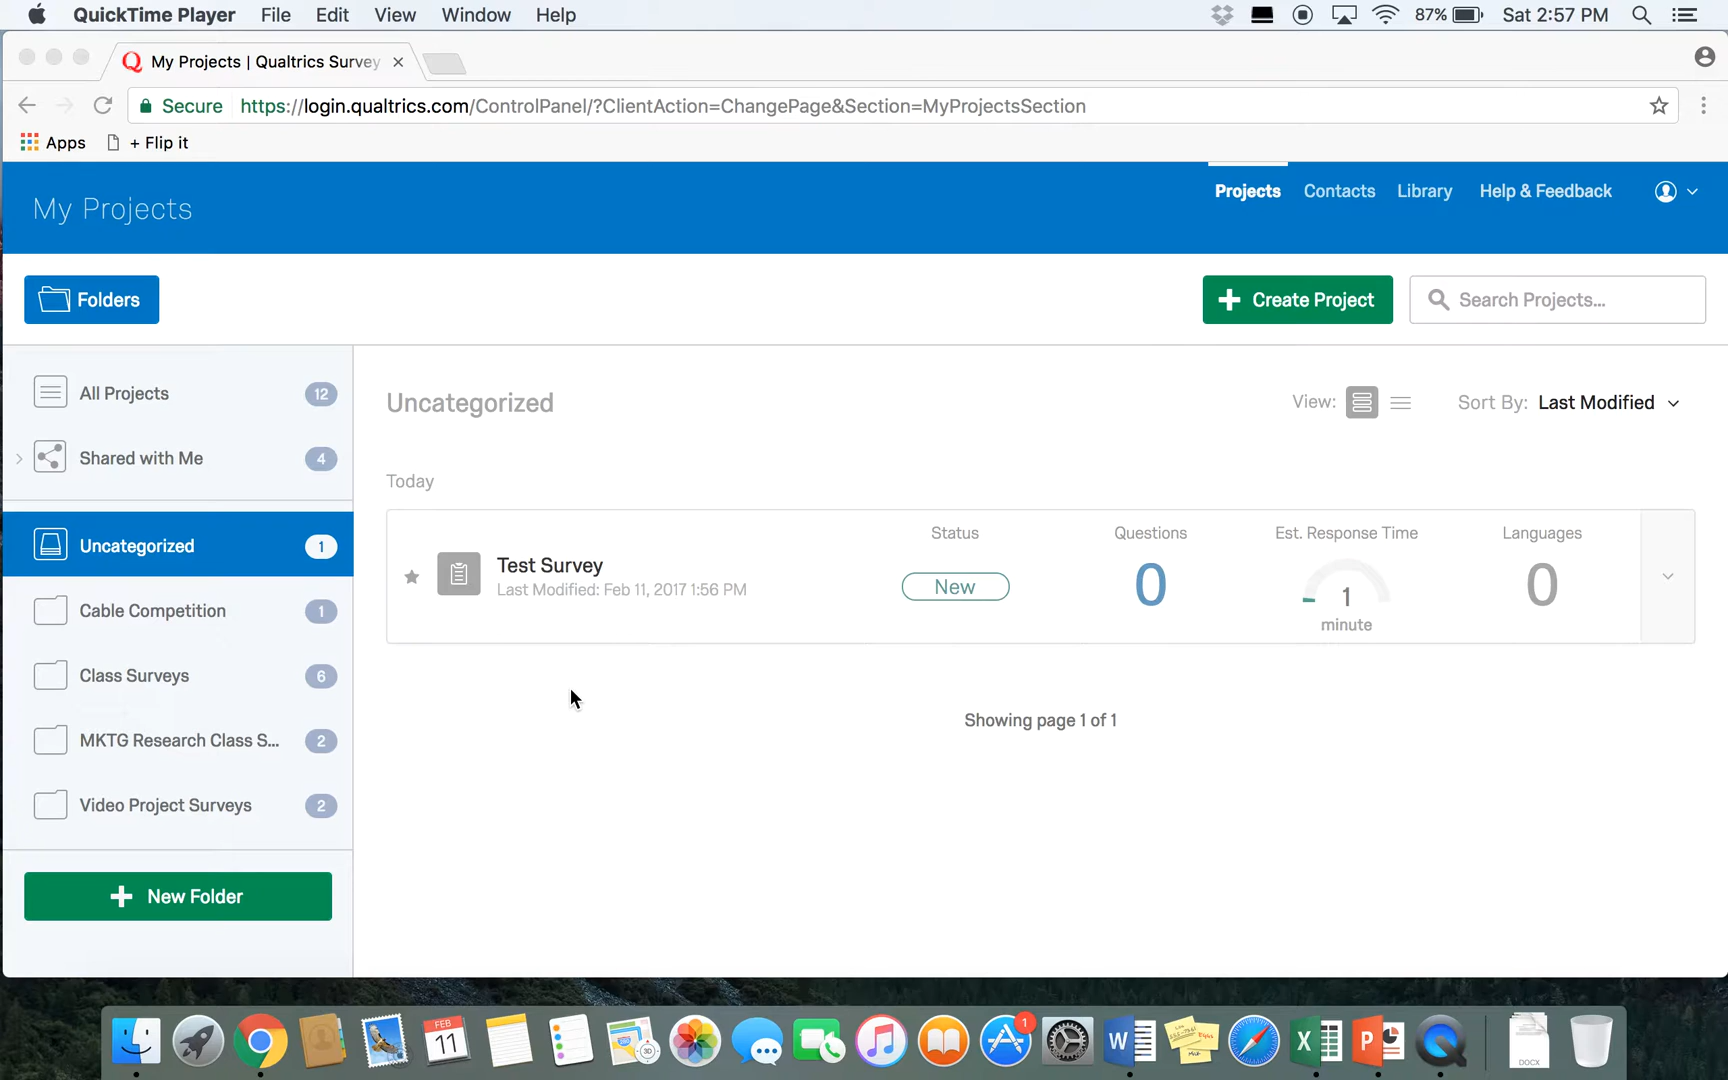 QuickTime Player File Edit View Window Help 87% Sat 2:57 PM
My Projects | Qualtrics Survey
Secure https://login.qualtrics.com/ControlPanel/?ClientAction=ChangePage&Section=MyProjectsSection
Apps + Flip it
My Projects Projects Contacts Library Help & Feedback
Folders Create Project Search Projects...
All Projects 12
Uncategorized View: Sort By: Last Modified
Shared with Me 4
Today
Uncategorized 1
Test Survey
Last Modified: Feb 11, 2017 1:56 PM
Status
New
Questions
0
Est. Response Time
1
minute
Languages
0
Cable Competition 1
Class Surveys 6
MKTG Research Class S... 2
Showing page 1 of 1
Video Project Surveys 2
New Folder
FEB
11
3D
1
W
X
P
DOCX